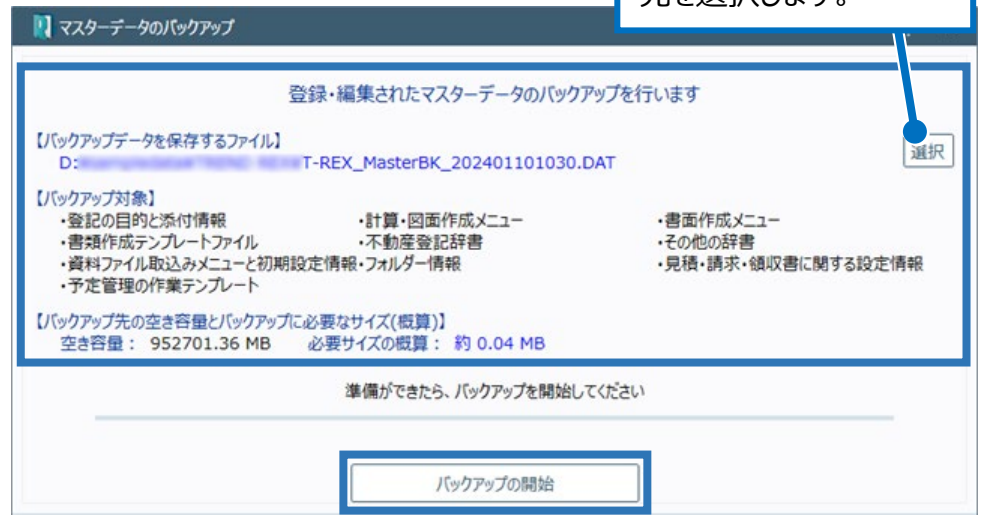 先を選択します。
マスターデータのバックアップ
登録・編集されたマスターデータのバックアップを行います
【バックアップデータを保存するファイル】
D: T-REX_MasterBK_202401101030.DAT
選択
【バックアップ対象】
・登記の目的と添付情報 ・計算・図面作成メニュー ・書面作成メニュー
・書類作成テンプレートファイル ・不動産登記辞書 ・その他の辞書
・資料ファイル取込みメニューと初期設定情報 ・フォルダー情報 ・見積・請求・領収書に関する設定情報
・予定管理の作業テンプレート
【バックアップ先の空き容量とバックアップに必要なサイズ(概算)】
空き容量： 952701.36 MB 必要サイズの概算： 約 0.04 MB
準備ができたら、バックアップを開始してください
バックアップの開始